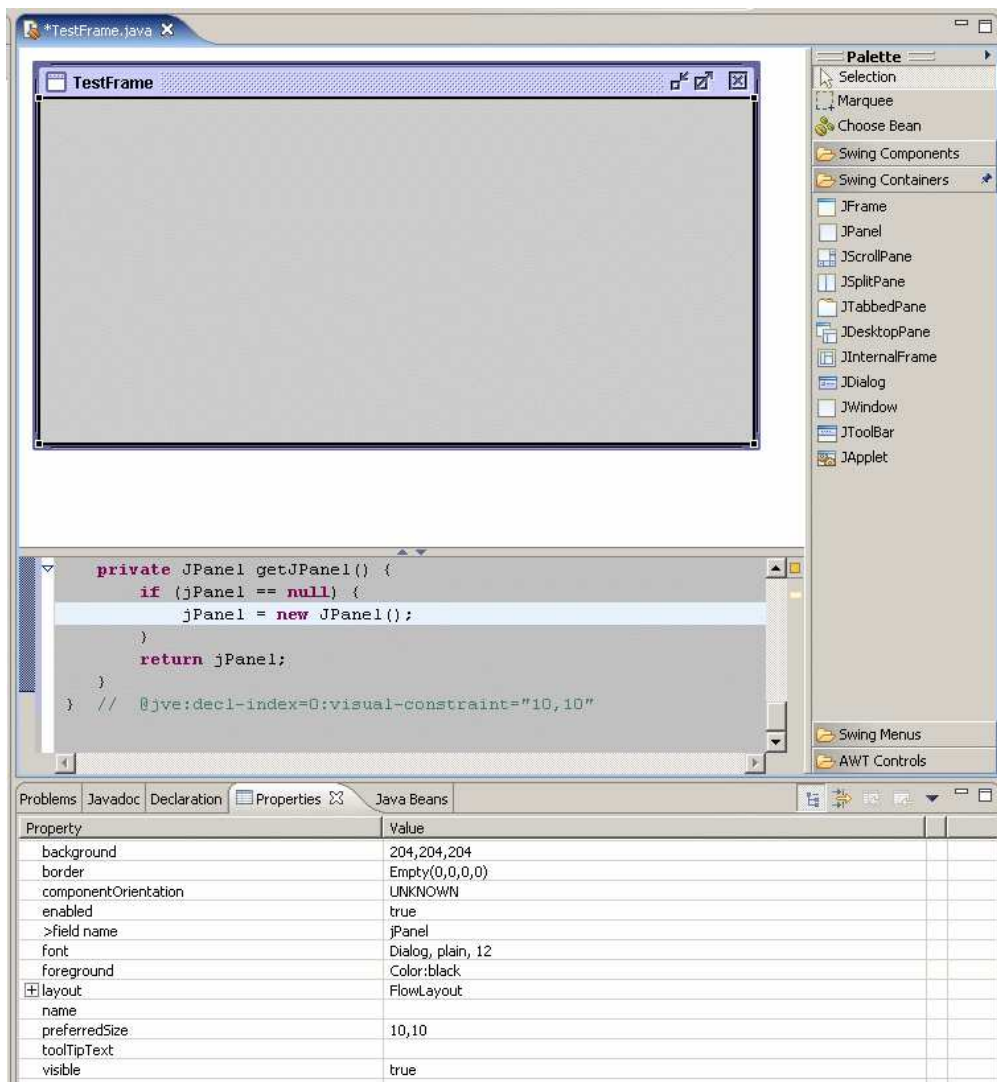 *TestFrame.java
TestFrame
Palette
Selection
Marquee
Choose Bean
Swing Components
Swing Containers
JFrame
JPanel
JScrollPane
JSplitPane
JTabbedPane
JDesktopPane
JInternalFrame
JDialog
JWindow
JToolBar
JApplet
Swing Menus
AWT Controls
private JPanel getJPanel() {
if (jPanel == null) {
jPanel = new JPanel();
}
return jPanel;
}
} // @jve:decl-index=0:visual-constraint="10,10"
Problems Javadoc Declaration Properties Java Beans
Property Value
background 204,204,204
border Empty(0,0,0,0)
componentOrientation UNKNOWN
enabled true
>field name jPanel
font Dialog, plain, 12
foreground Color:black
layout FlowLayout
name
preferredSize 10,10
toolTipText
visible true